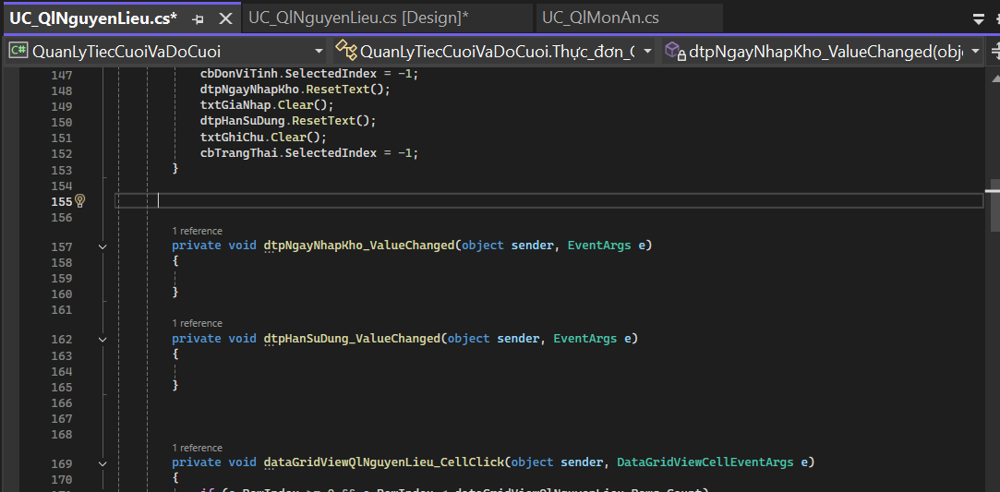 UC_QlNguyenLieu.cs*
UC_QlNguyenLieu.cs [Design]*
UC_QlMonAn.cs
C# QuanLyTiecCuoiVaDoCuoi
QuanLyTiecCuoiVaDoCuoi.Thực_đơn_
dtpNgayNhapKho_ValueChanged(obj
147 cbDonViTinh.SelectedIndex = -1;
148 dtpNgayNhapKho.ResetText();
149 txtGiaNhap.Clear();
150 dtpHanSuDung.ResetText();
151 txtGhiChu.Clear();
152 cbTrangThai.SelectedIndex = -1;
153 }
154
155
156
1 reference
157 private void dtpNgayNhapKho_ValueChanged(object sender, EventArgs e)
158 {
159
160 }
161
1 reference
162 private void dtpHanSuDung_ValueChanged(object sender, EventArgs e)
163 {
164
165 }
166
167
168
1 reference
169 private void dataGridViewQlNguyenLieu_CellClick(object sender, DataGridViewCellEventArgs e)
170 {